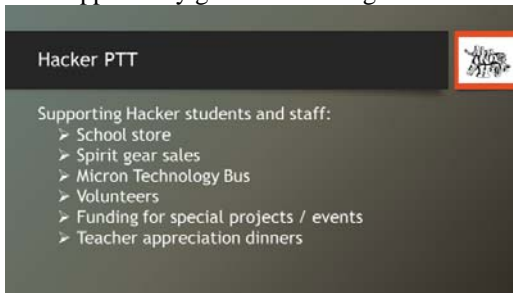 Hacker PTT
Supporting Hacker students and staff:
➢ School store
➢ Spirit gear sales
➢ Micron Technology Bus
➢ Volunteers
➢ Funding for special projects / events
➢ Teacher appreciation dinners